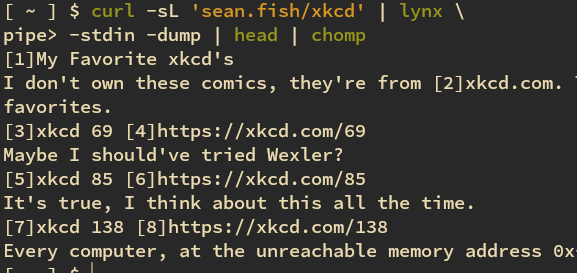 [ ~ ] $ curl -sL 'sean.fish/xkcd' | lynx \
pipe> -stdin -dump | head | chomp
[1]My Favorite xkcd's
I don't own these comics, they're from [2]xkcd.com.
favorites.
[3]xkcd 69 [4]https://xkcd.com/69
Maybe I should've tried Wexler?
[5]xkcd 85 [6]https://xkcd.com/85
It's true, I think about this all the time.
[7]xkcd 138 [8]https://xkcd.com/138
Every computer, at the unreachable memory address 0x
[ ~ ] $